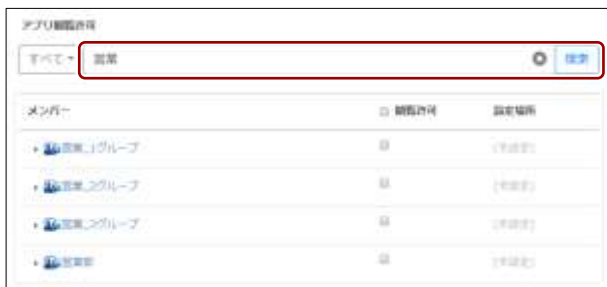 アプリ閲覧許可
すべて 営業 検索
メンバー 閲覧許可 設定場所
営業_1グループ (未設定)
営業_2グループ (未設定)
営業_2グループ (未設定)
営業部 (未設定)